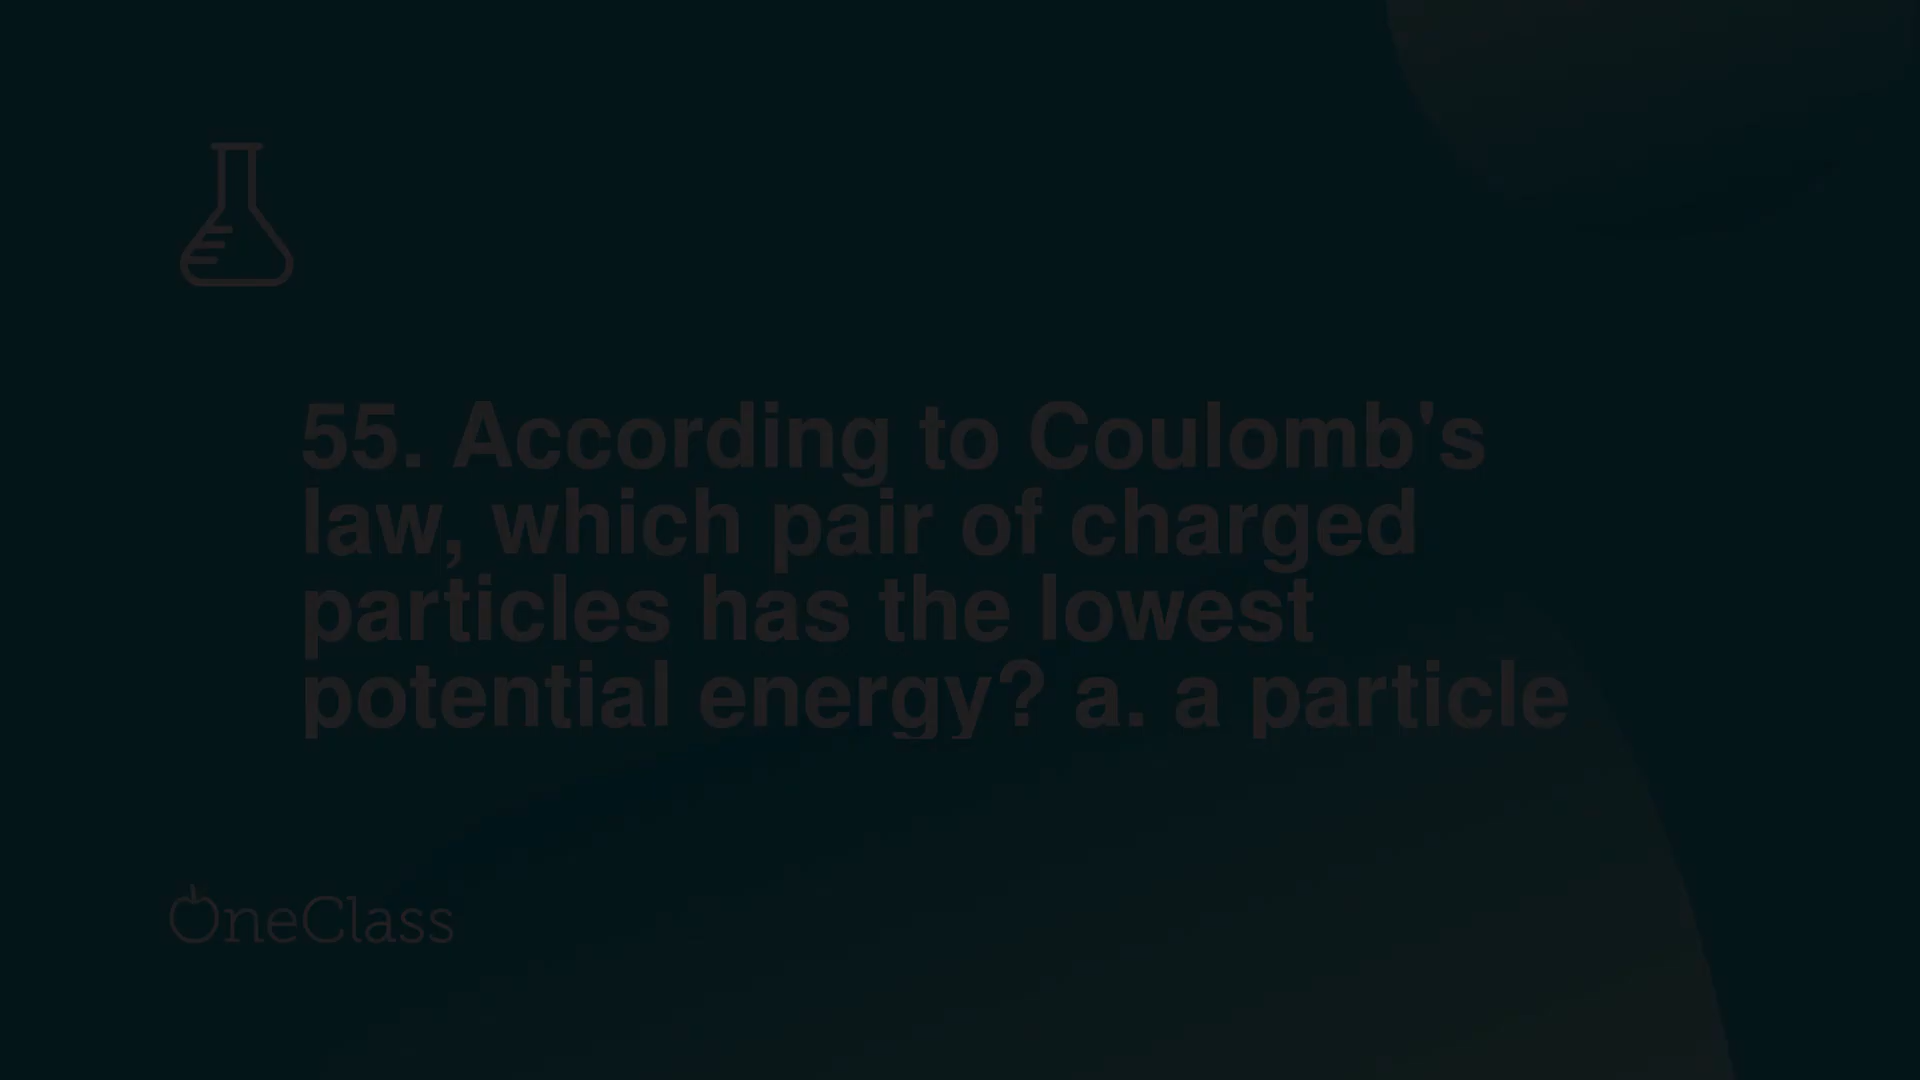 55. According to Coulomb's
law, which pair of charged
particles has the lowest
potential energy? a. a particle
OneClass